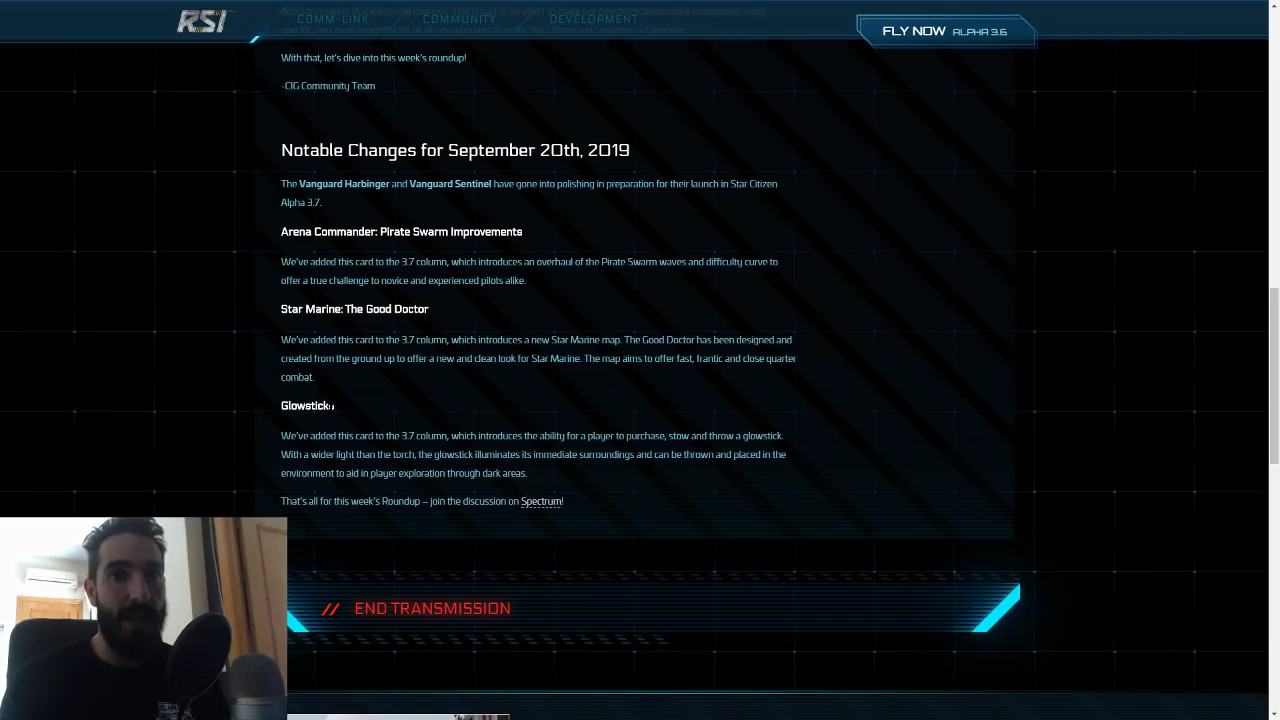 RSI
COMM-LINK COMMUNITY DEVELOPMENT
FLY NOW ALPHA 3.6
With that, let's dive into this week's roundup!
-CIG Community Team
Notable Changes for September 20th, 2019
The Vanguard Harbinger and Vanguard Sentinel have gone into polishing in preparation for their launch in Star Citizen
Alpha 3.7.
Arena Commander: Pirate Swarm Improvements
We've added this card to the 3.7 column, which introduces an overhaul of the Pirate Swarm waves and difficulty curve to
offer a true challenge to novice and experienced pilots alike.
Star Marine: The Good Doctor
We've added this card to the 3.7 column, which introduces a new Star Marine map. The Good Doctor has been designed and
created from the ground up to offer a new and clean look for Star Marine. The map aims to offer fast, frantic and close quarter
combat.
Glowsticks
We've added this card to the 3.7 column, which introduces the ability for a player to purchase, stow and throw a glowstick.
With a wider light than the torch, the glowstick illuminates its immediate surroundings and can be thrown and placed in the
environment to aid in player exploration through dark areas.
That's all for this week's Roundup – join the discussion on Spectrum!
// END TRANSMISSION